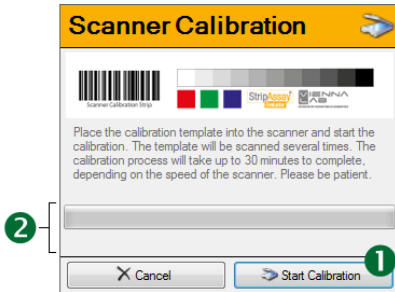 Scanner Calibration
Scanner Calibration Strip
StripAssay
VIENNA
LAB
Place the calibration template into the scanner and start the
calibration. The template will be scanned several times. The
calibration process will take up to 30 minutes to complete,
depending on the speed of the scanner. Please be patient.
2
1
Cancel
Start Calibration